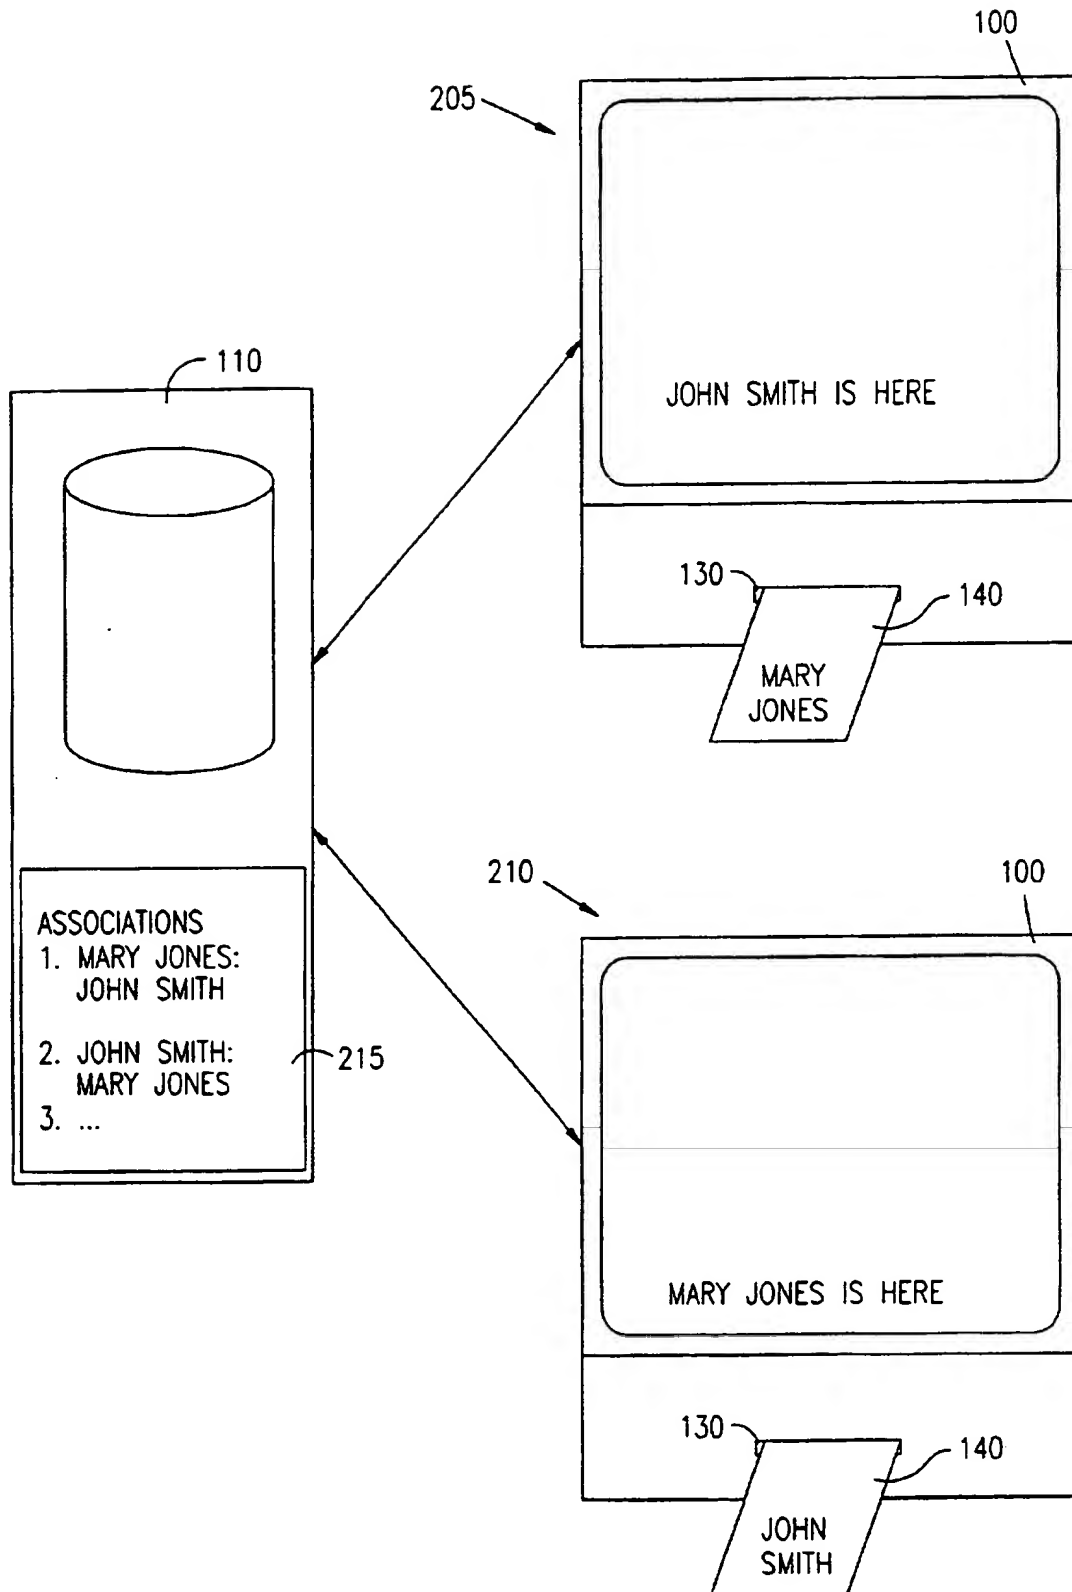 100
205
JOHN SMITH IS HERE
130
140
MARY
JONES
110
ASSOCIATIONS
1. MARY JONES:
JOHN SMITH
2. JOHN SMITH:
MARY JONES
3. ...
215
210
100
MARY JONES IS HERE
130
140
JOHN
SMITH